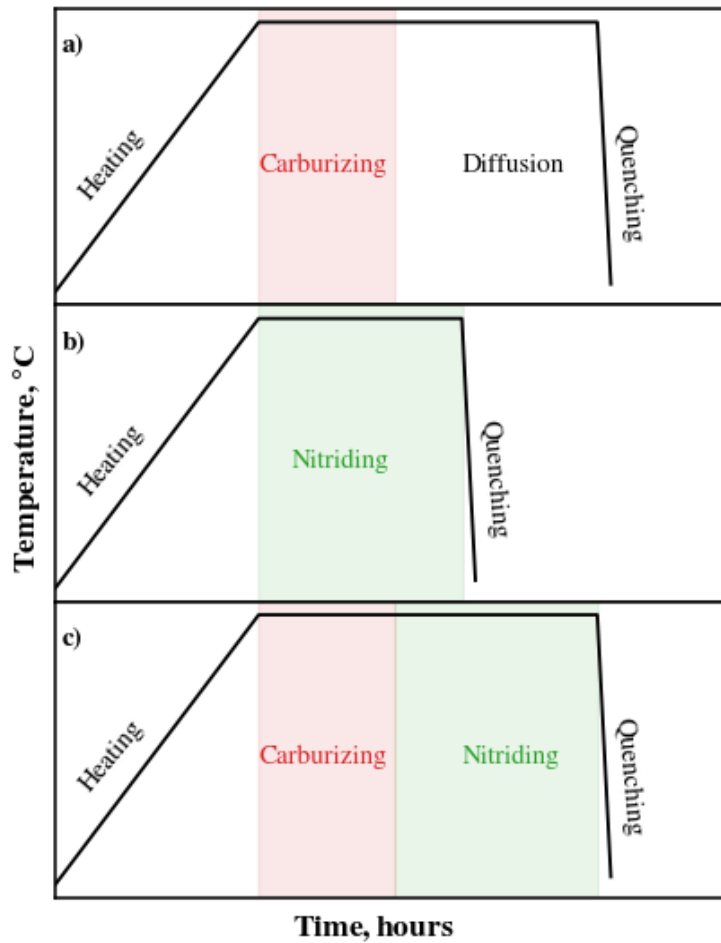 a)
Heating
Carburizing
Diffusion
Quenching
b)
Heating
Nitriding
Quenching
c)
Heating
Carburizing
Nitriding
Quenching
Temperature, °C
Time, hours